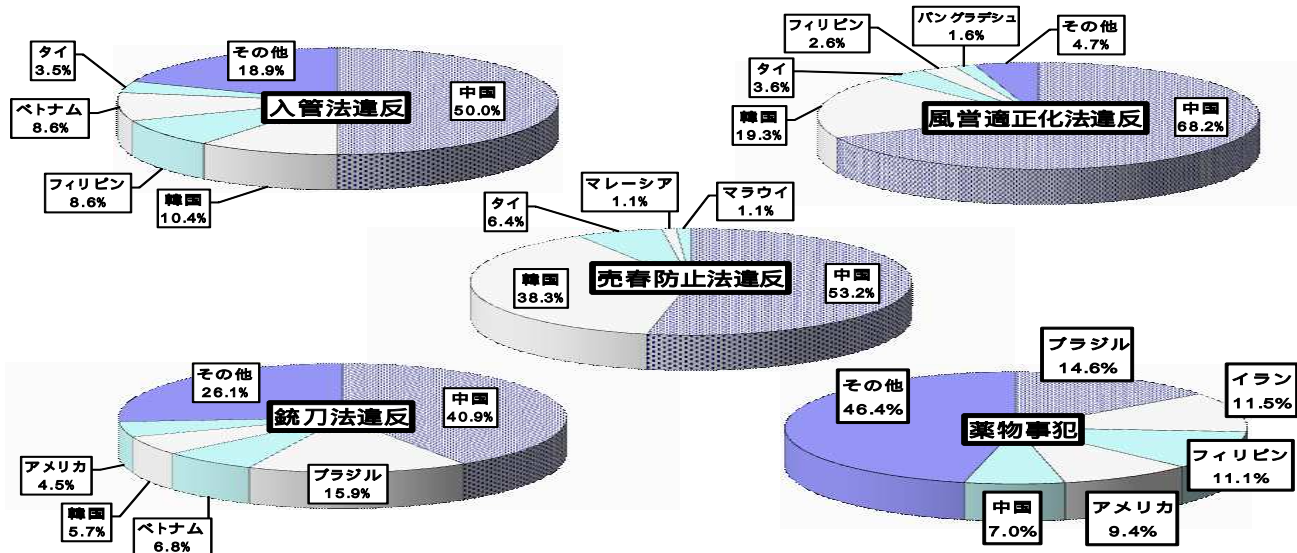 入管法違反
中国
50.0%
韓国
10.4%
フィリピン
8.6%
ベトナム
8.6%
タイ
3.5%
その他
18.9%
風営適正化法違反
中国
68.2%
韓国
19.3%
タイ
3.6%
フィリピン
2.6%
バングラデシュ
1.6%
その他
4.7%
売春防止法違反
中国
53.2%
韓国
38.3%
タイ
6.4%
マレーシア
1.1%
マラウイ
1.1%
銃刀法違反
中国
40.9%
ブラジル
15.9%
ベトナム
6.8%
韓国
5.7%
アメリカ
4.5%
その他
26.1%
薬物事犯
ブラジル
14.6%
イラン
11.5%
フィリピン
11.1%
アメリカ
9.4%
中国
7.0%
その他
46.4%